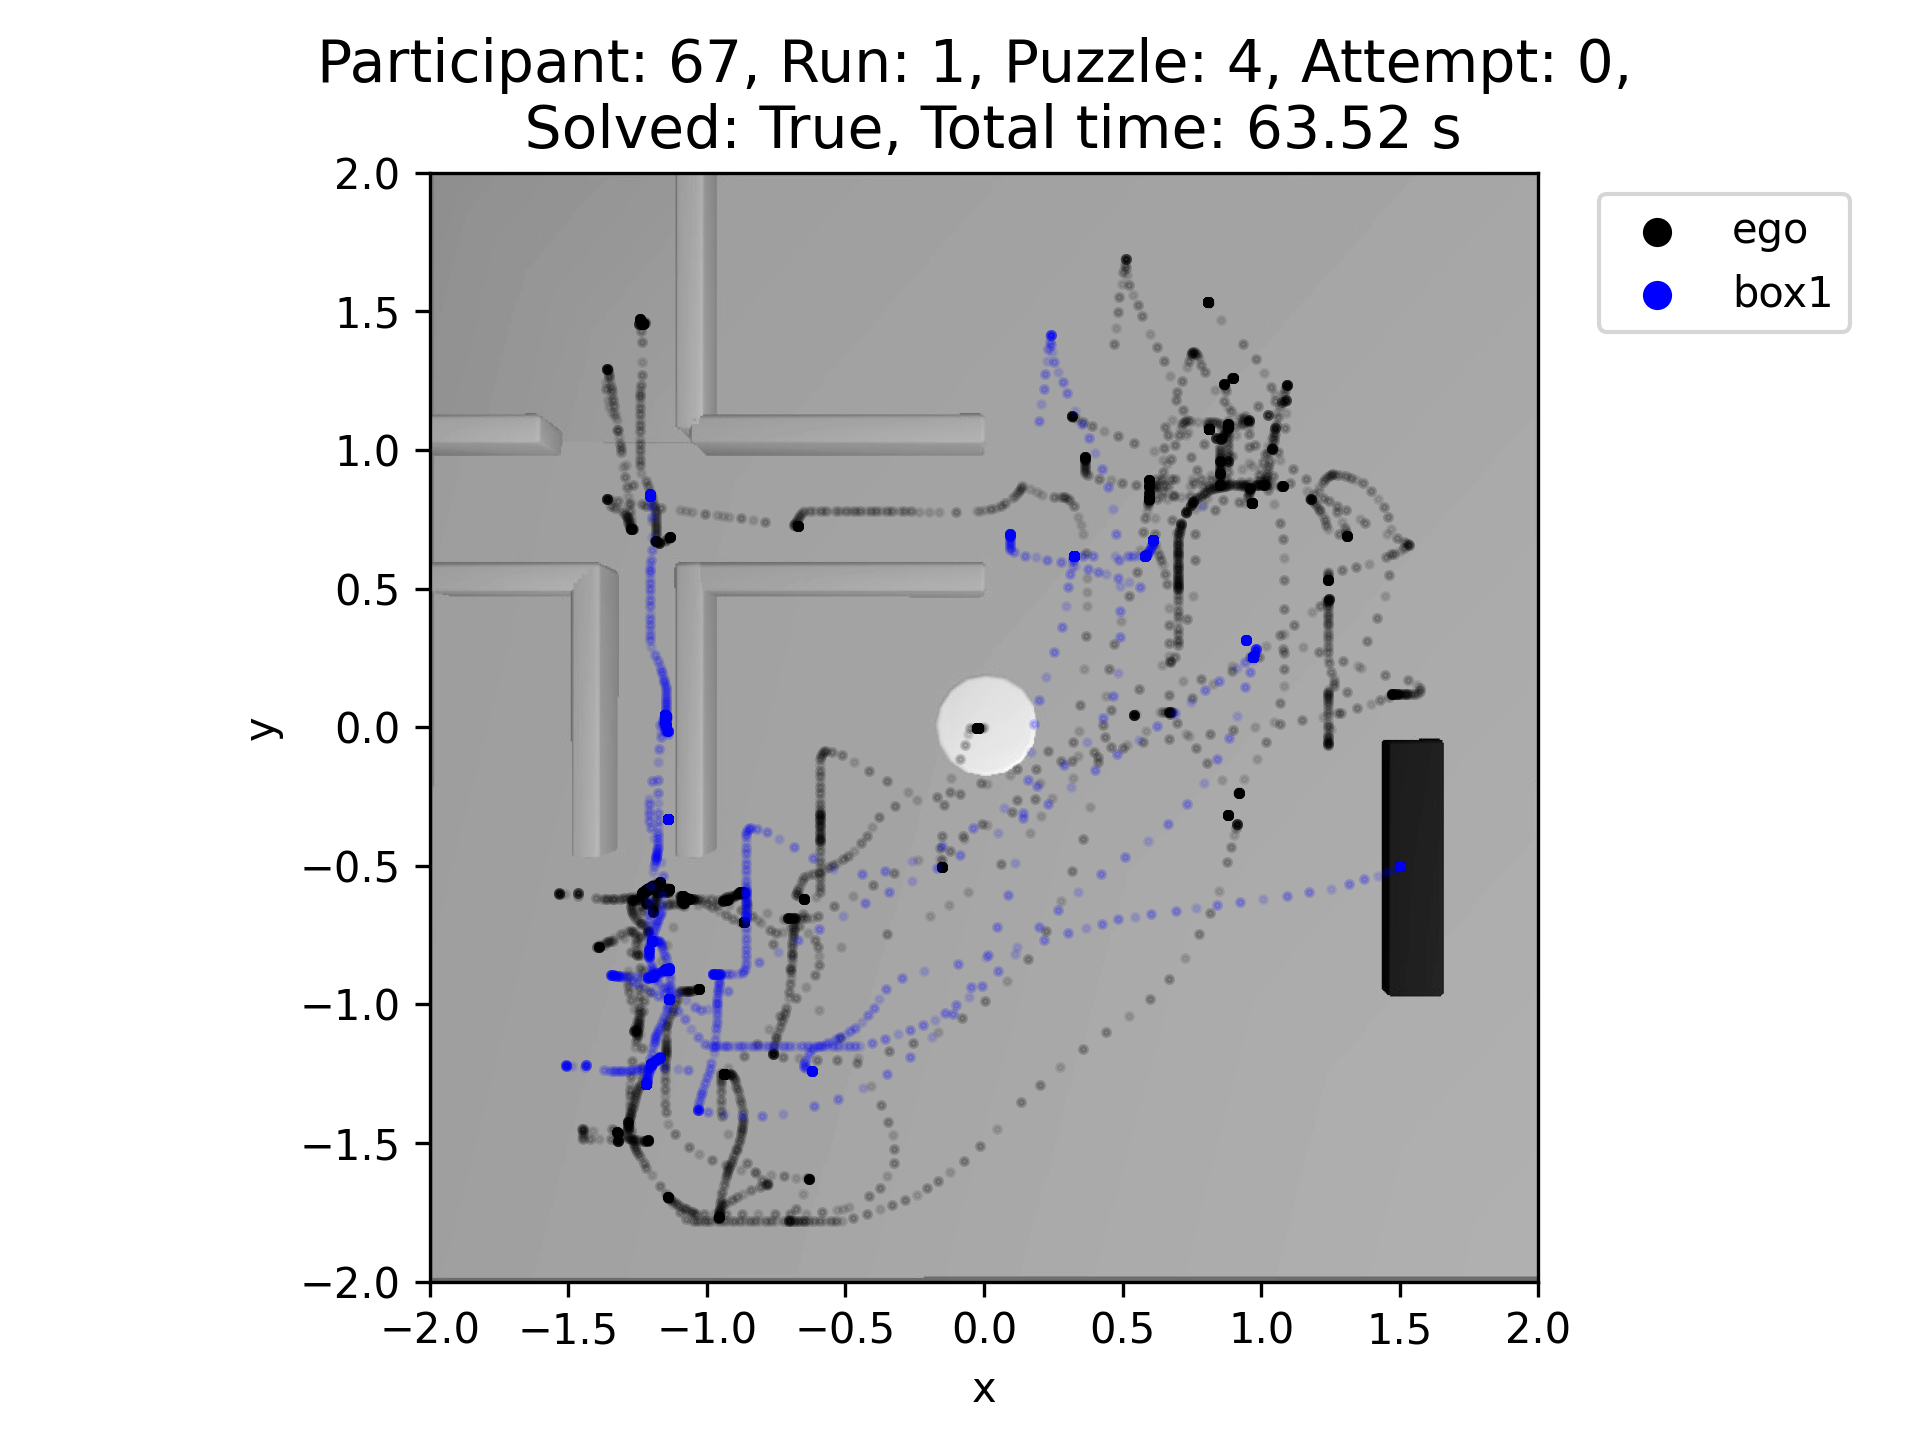 Participant: 67, Run: 1, Puzzle: 4, Attempt: 0,
Solved: True, Total time: 63.52 s
ego
box1
2.0
1.5
1.0
0.5
0.0
−0.5
−1.0
−1.5
−2.0
y
−2.0 −1.5 −1.0 −0.5 0.0 0.5 1.0 1.5 2.0
x